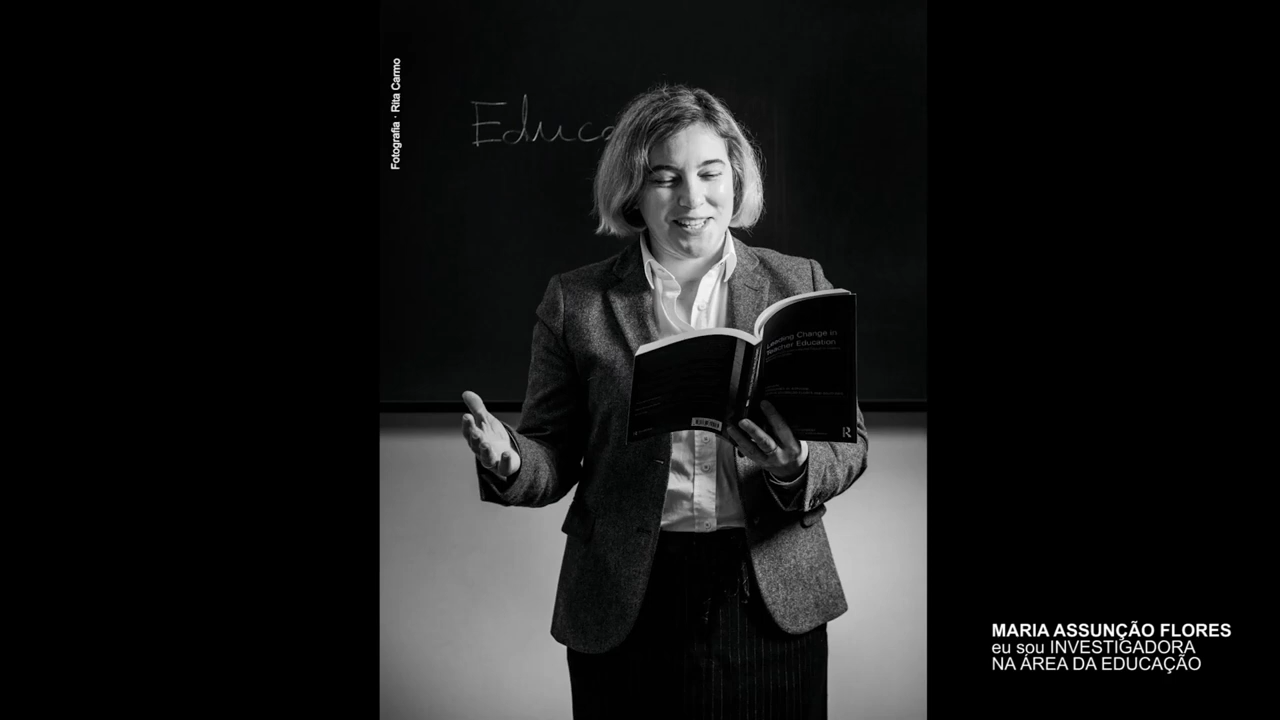 Fotografia · Rita Carmo
Educa
Leading Change in
Teacher Education
R
MARIA ASSUNÇÃO FLORES
eu sou INVESTIGADORA
NA ÁREA DA EDUCAÇÃO